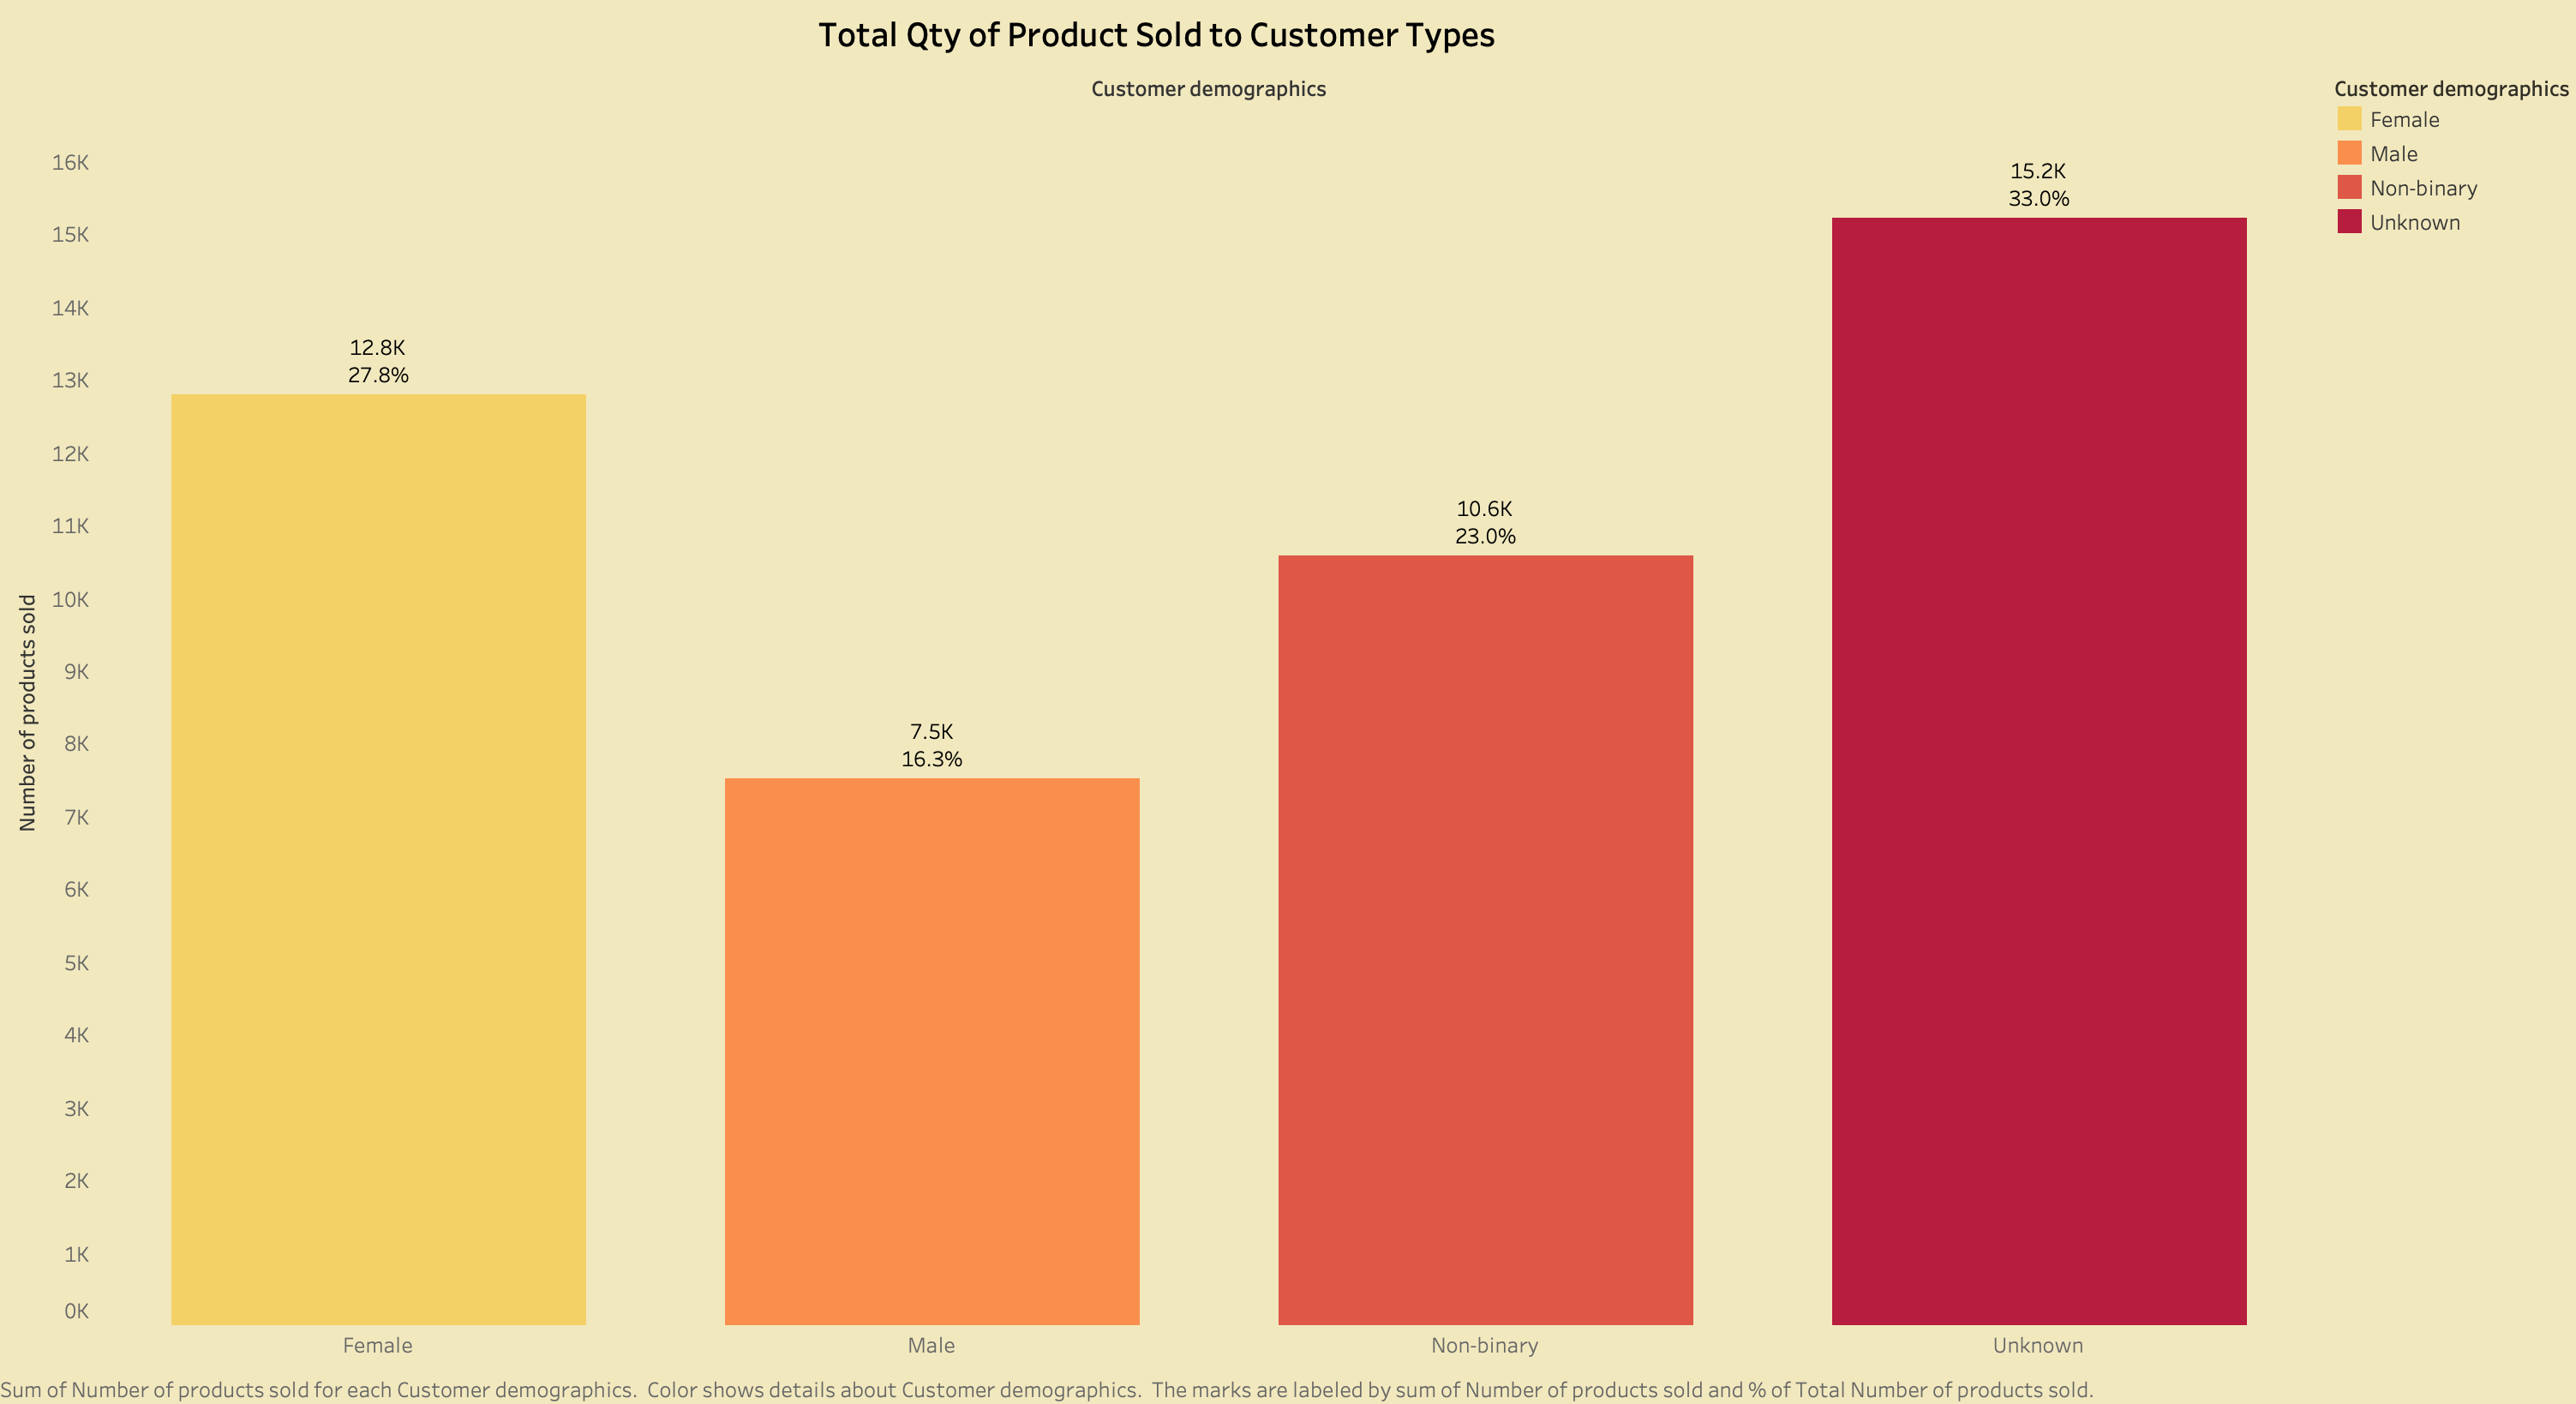 Total Qty of Product Sold to Customer Types
Customer demographics
Customer demographics
Female
Male
Non-binary
Unknown
Number of products sold
16K
15K
14K
13K
12K
11K
10K
9K
8K
7K
6K
5K
4K
3K
2K
1K
0K
12.8K
27.8%
7.5K
16.3%
10.6K
23.0%
15.2K
33.0%
Female
Male
Non-binary
Unknown
Sum of Number of products sold for each Customer demographics.  Color shows details about Customer demographics.  The marks are labeled by sum of Number of products sold and % of Total Number of products sold.